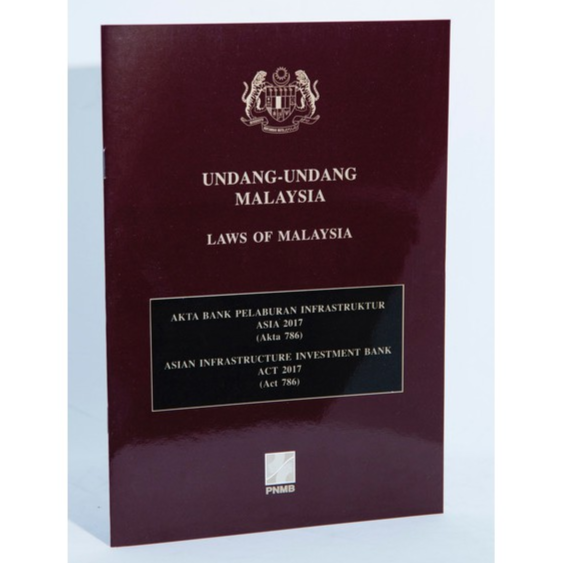 UNDANG-UNDANG
MALAYSIA
LAWS OF MALAYSIA
AKTA BANK PELABURAN INFRASTRUKTUR
ASIA 2017
(Akta 786)
ASIAN INFRASTRUCTURE INVESTMENT BANK
ACT 2017
(Act 786)
PNMB